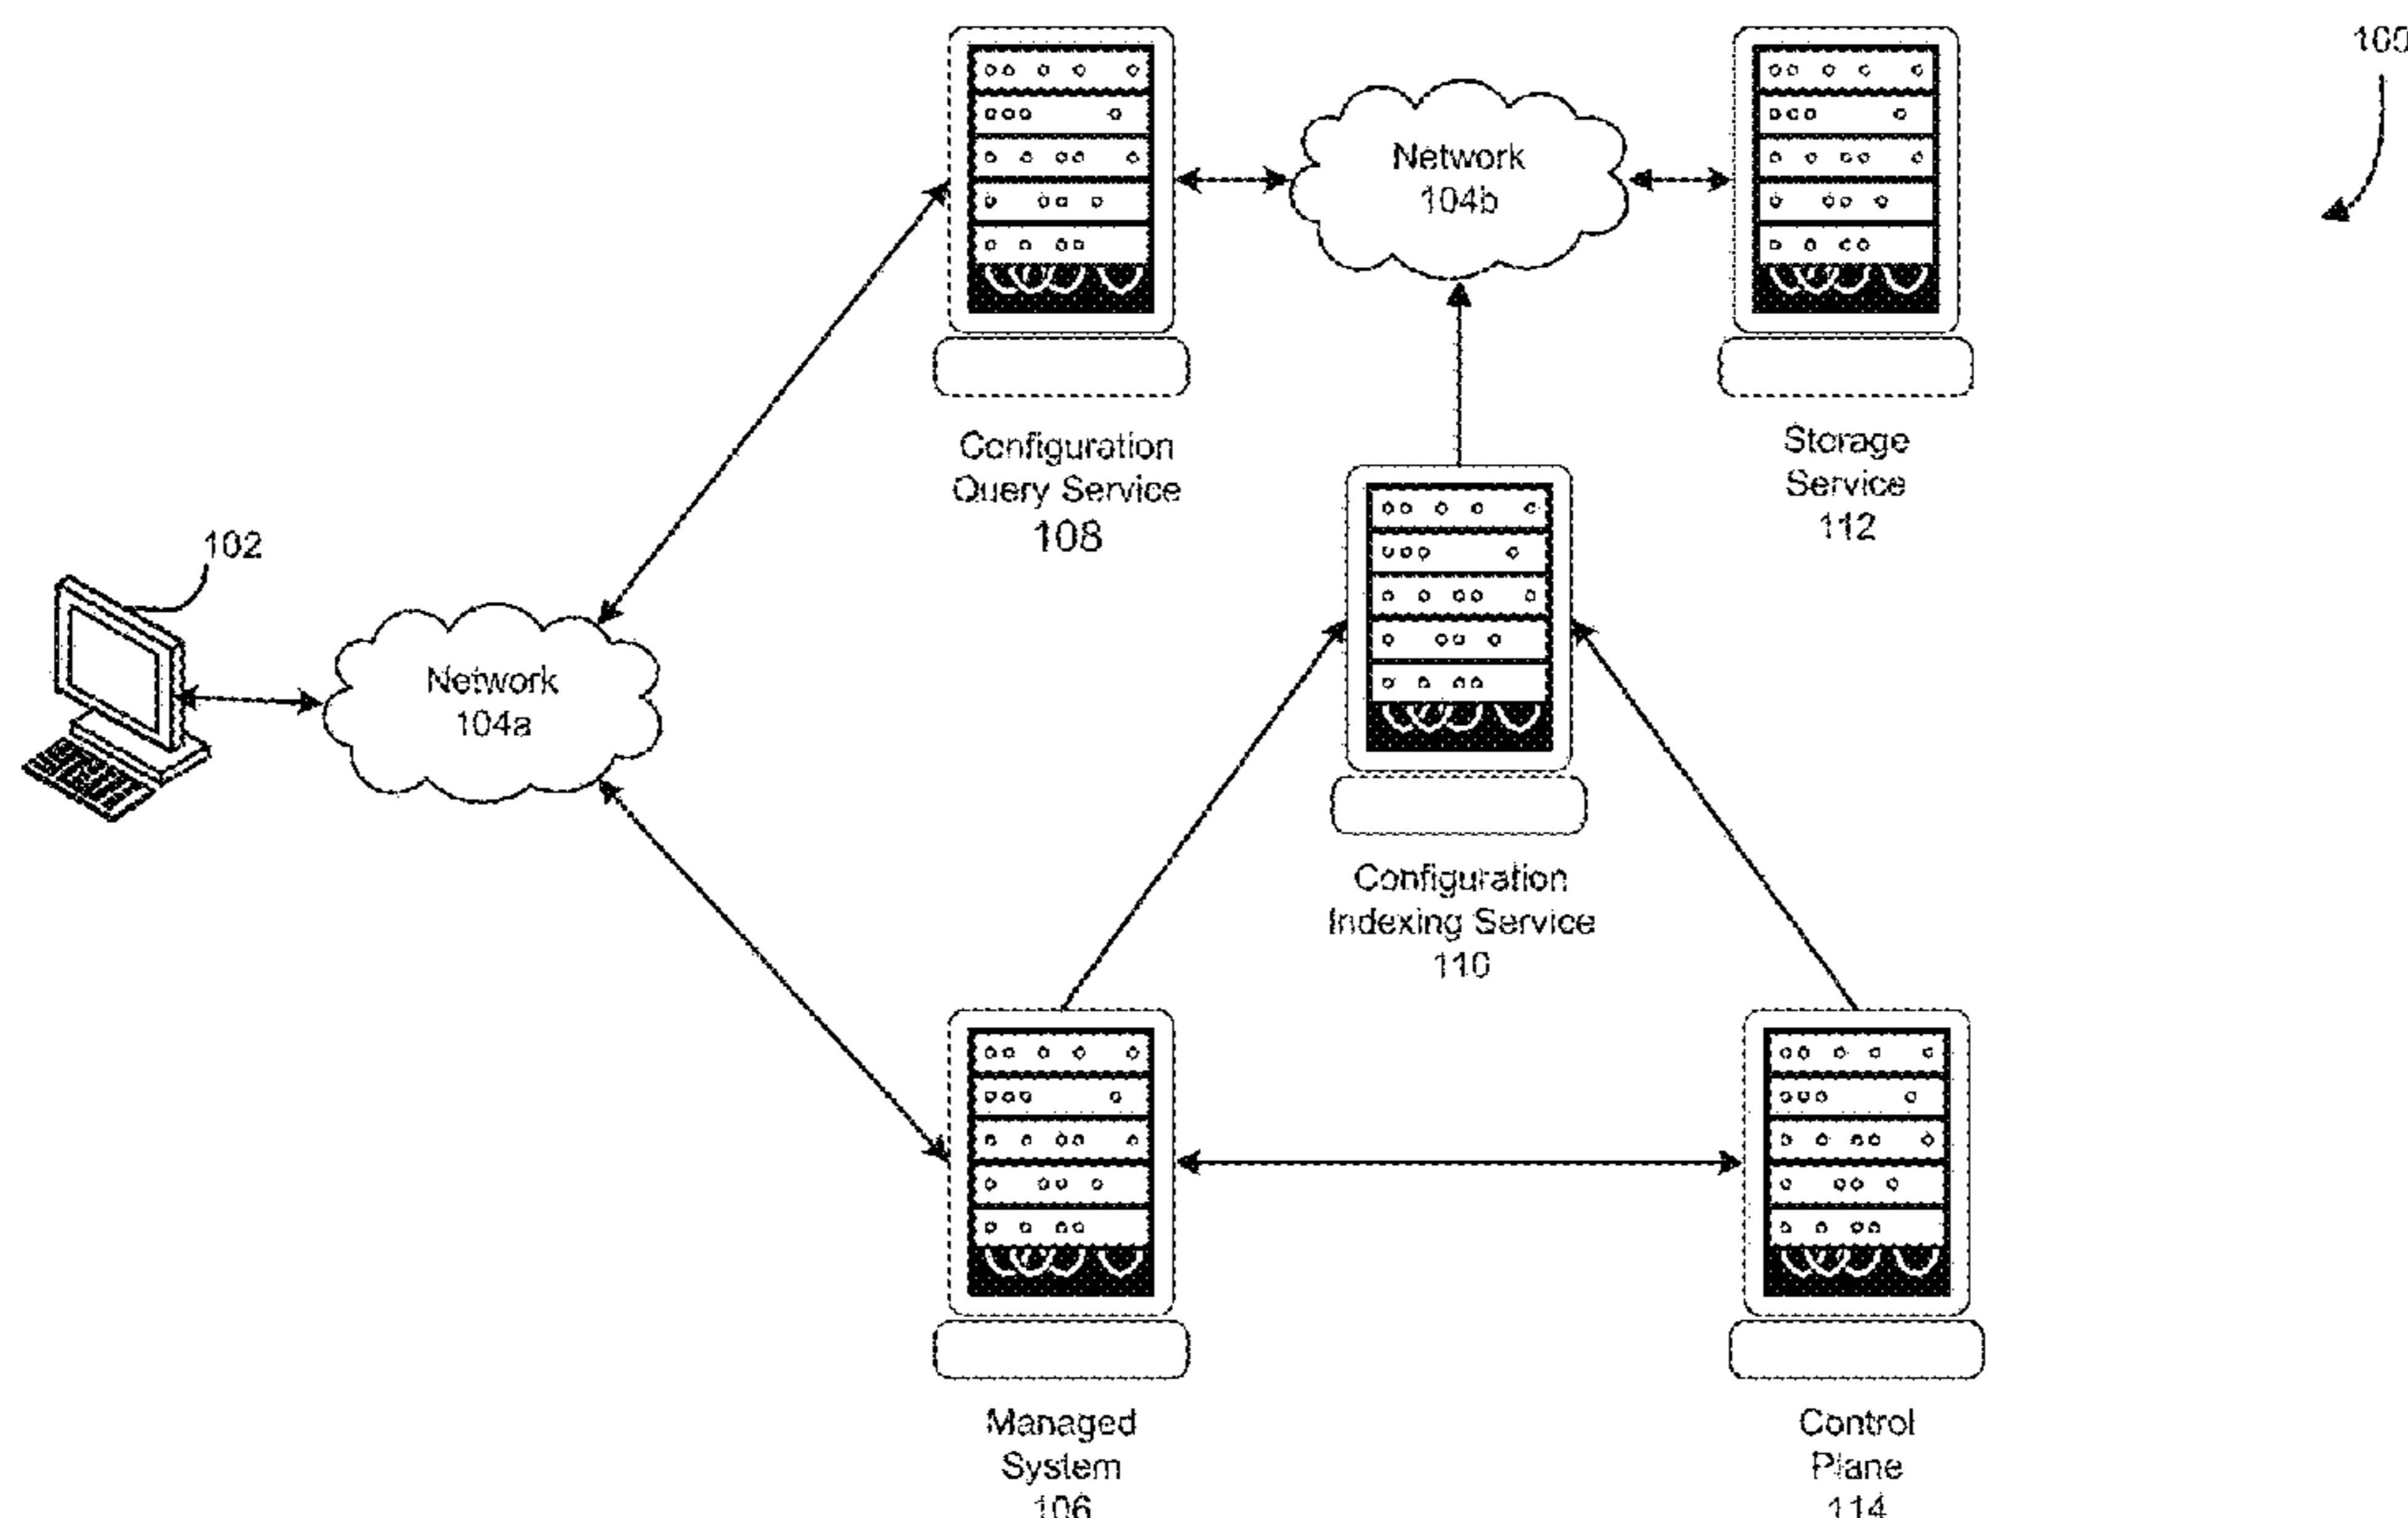 100
Network
104b
Configuration
Query Service
108
Storage
Service
112
102
Network
104a
Configuration
Indexing Service
110
Managed
System
106
Control
Plane
114